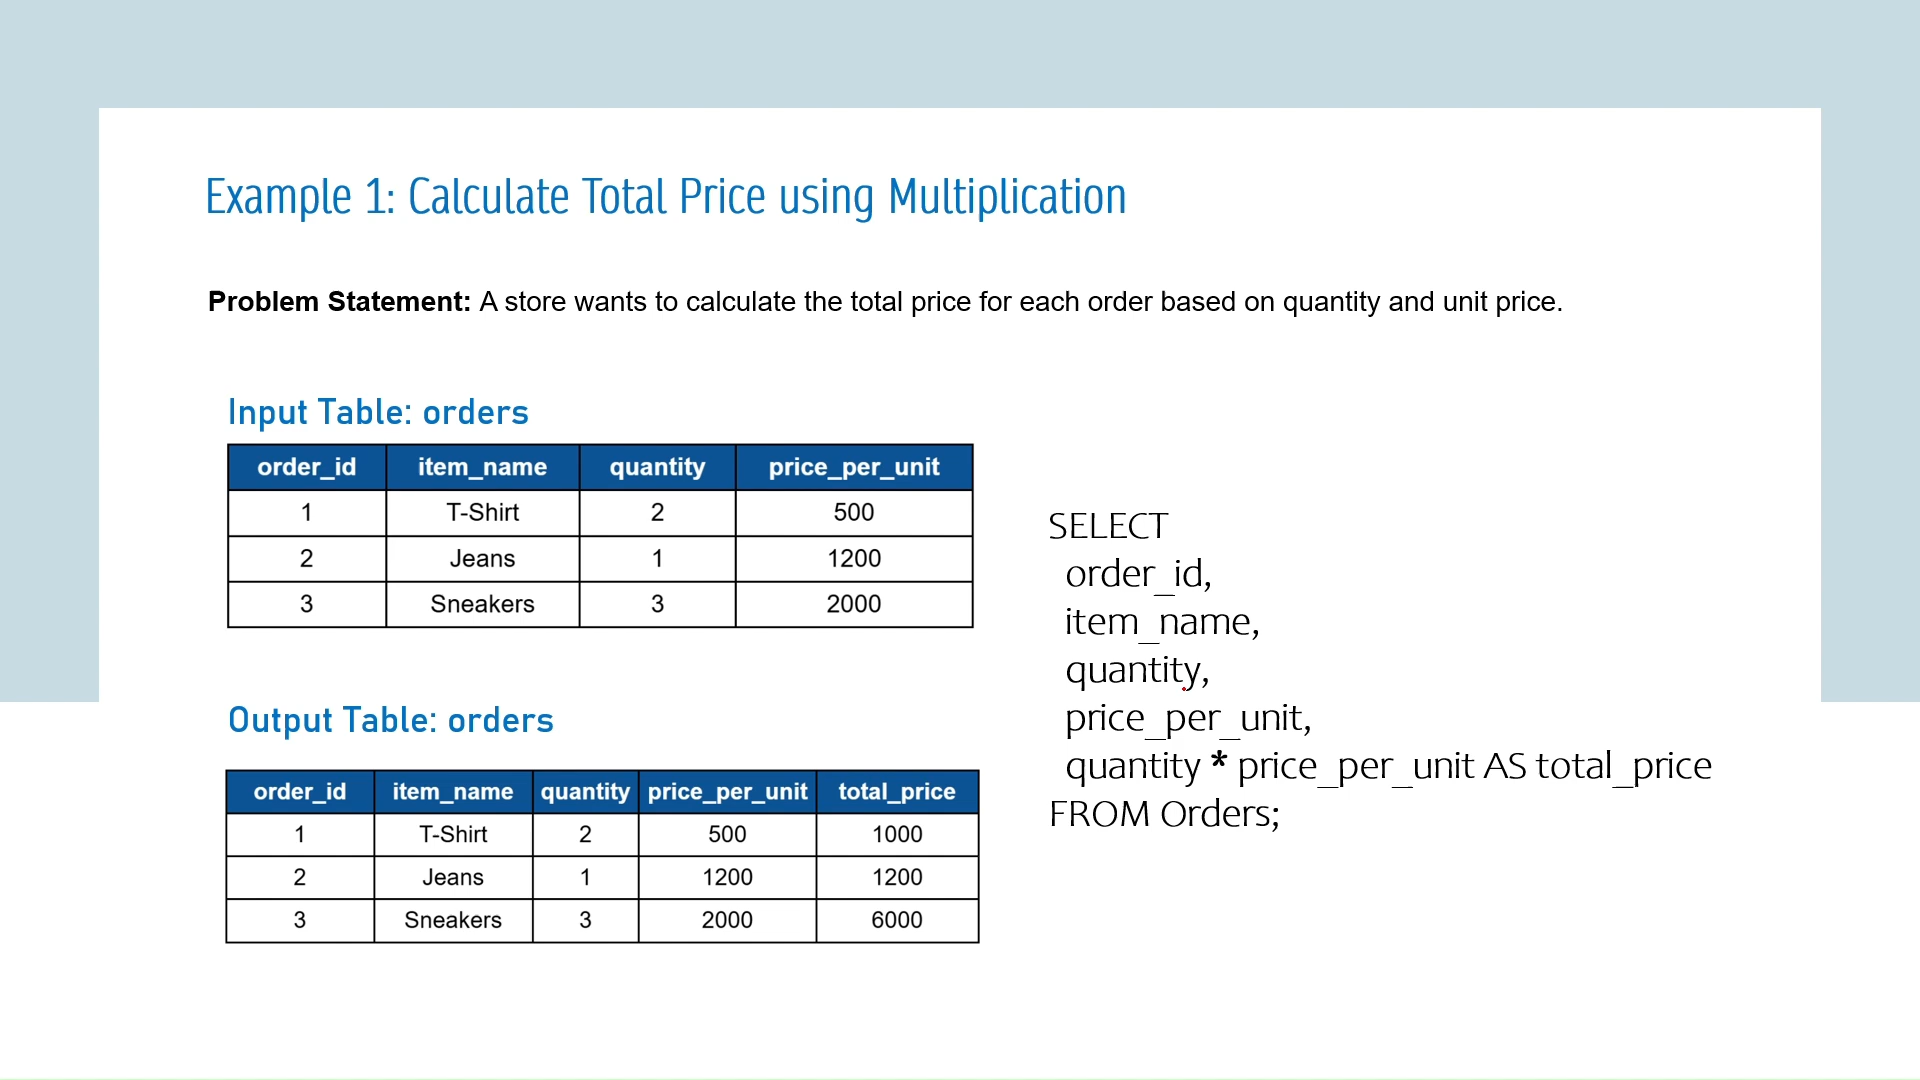 Example 1: Calculate Total Price using Multiplication
Problem Statement: A store wants to calculate the total price for each order based on quantity and unit price.
Input Table: orders
order_id item_name quantity price_per_unit
1 T-Shirt 2 500
2 Jeans 1 1200
3 Sneakers 3 2000
Output Table: orders
order_id item_name quantity price_per_unit total_price
1 T-Shirt 2 500 1000
2 Jeans 1 1200 1200
3 Sneakers 3 2000 6000
SELECT
order_id,
item_name,
quantity,
price_per_unit,
quantity * price_per_unit AS total_price
FROM Orders;